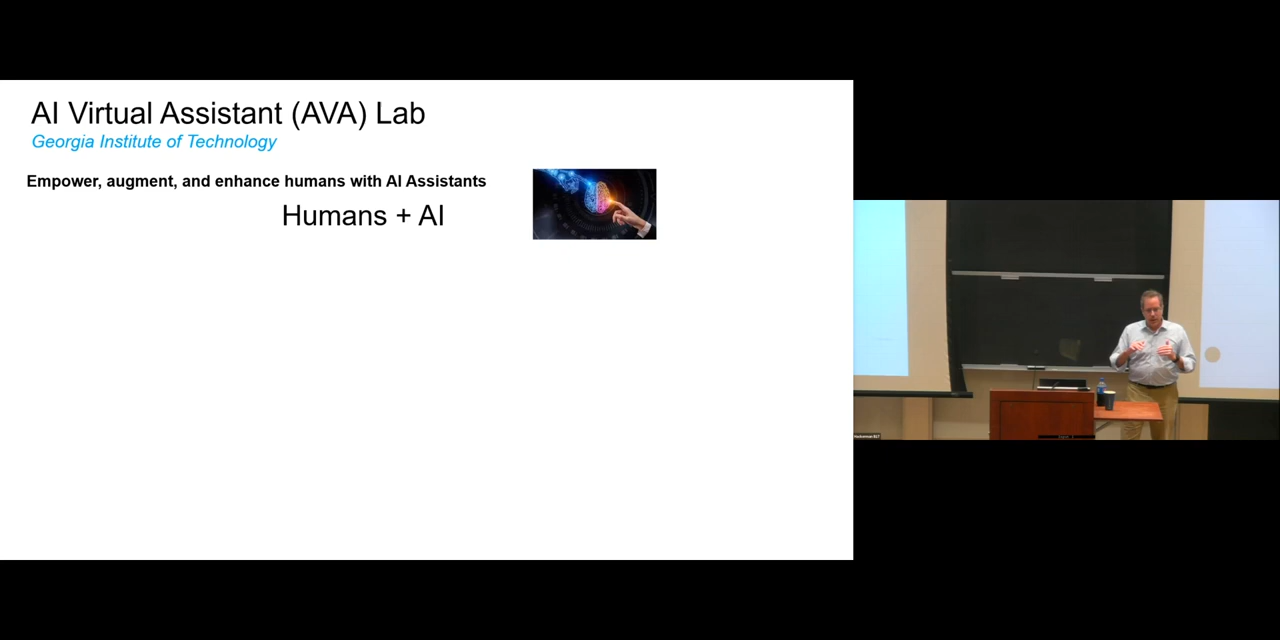 AI Virtual Assistant (AVA) Lab
Georgia Institute of Technology
Empower, augment, and enhance humans with AI Assistants
Humans + AI